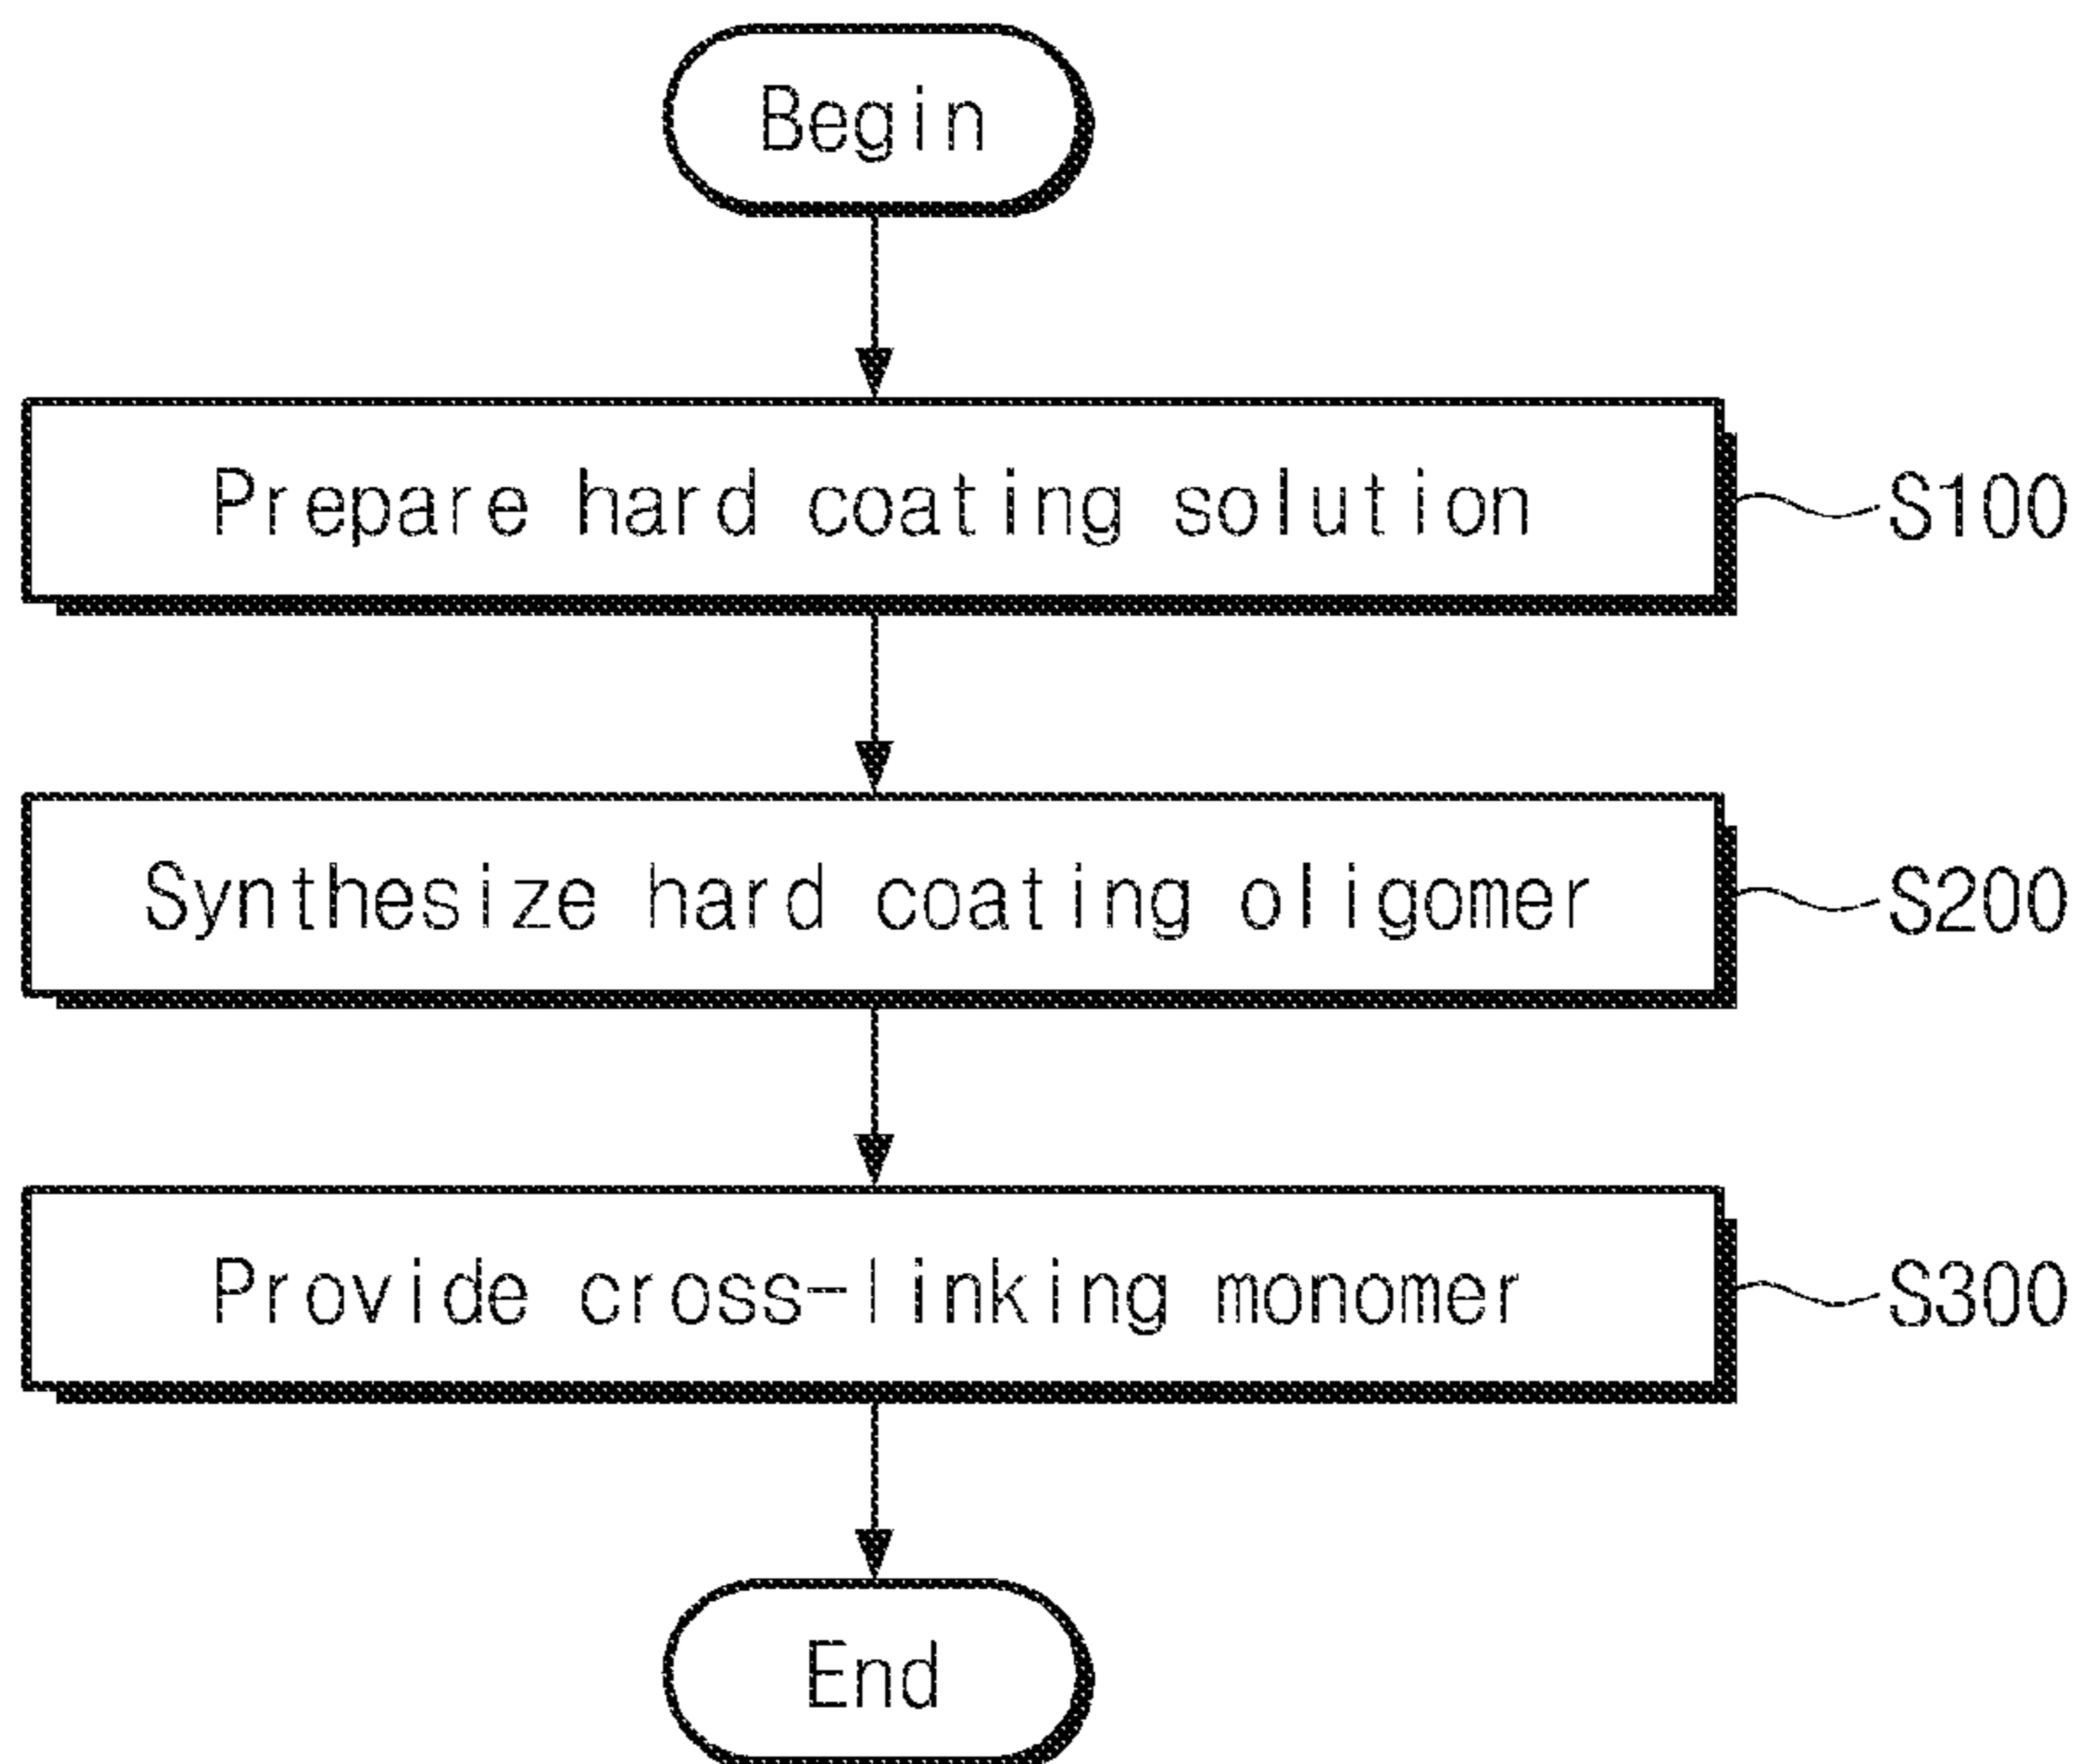 Begin
Prepare hard coating solution
S100
Synthesize hard coating oligomer
S200
Provide cross-linking monomer
S300
End